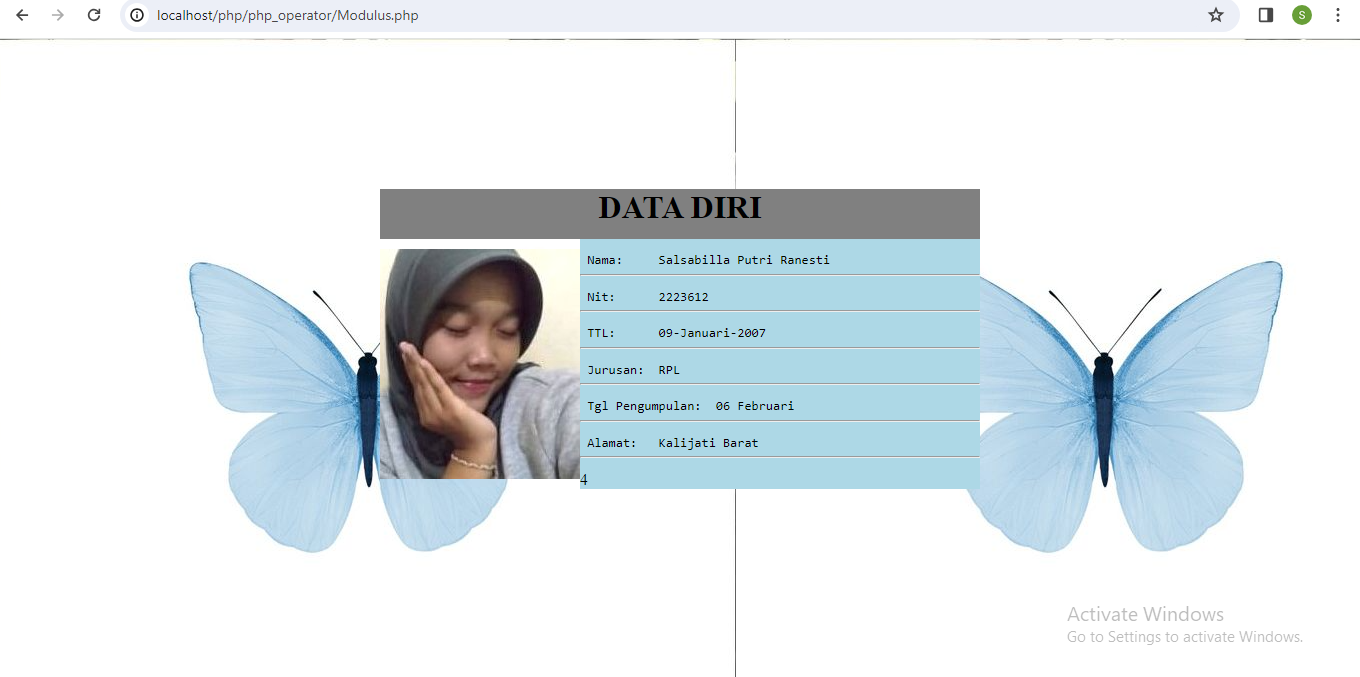 localhost/php/php_operator/Modulus.php
S
DATA DIRI
Nama: Salsabilla Putri Ranesti
Nit: 2223612
TTL: 09-Januari-2007
Jurusan: RPL
Tgl Pengumpulan: 06 Februari
Alamat: Kalijati Barat
4
Activate Windows
Go to Settings to activate Windows.